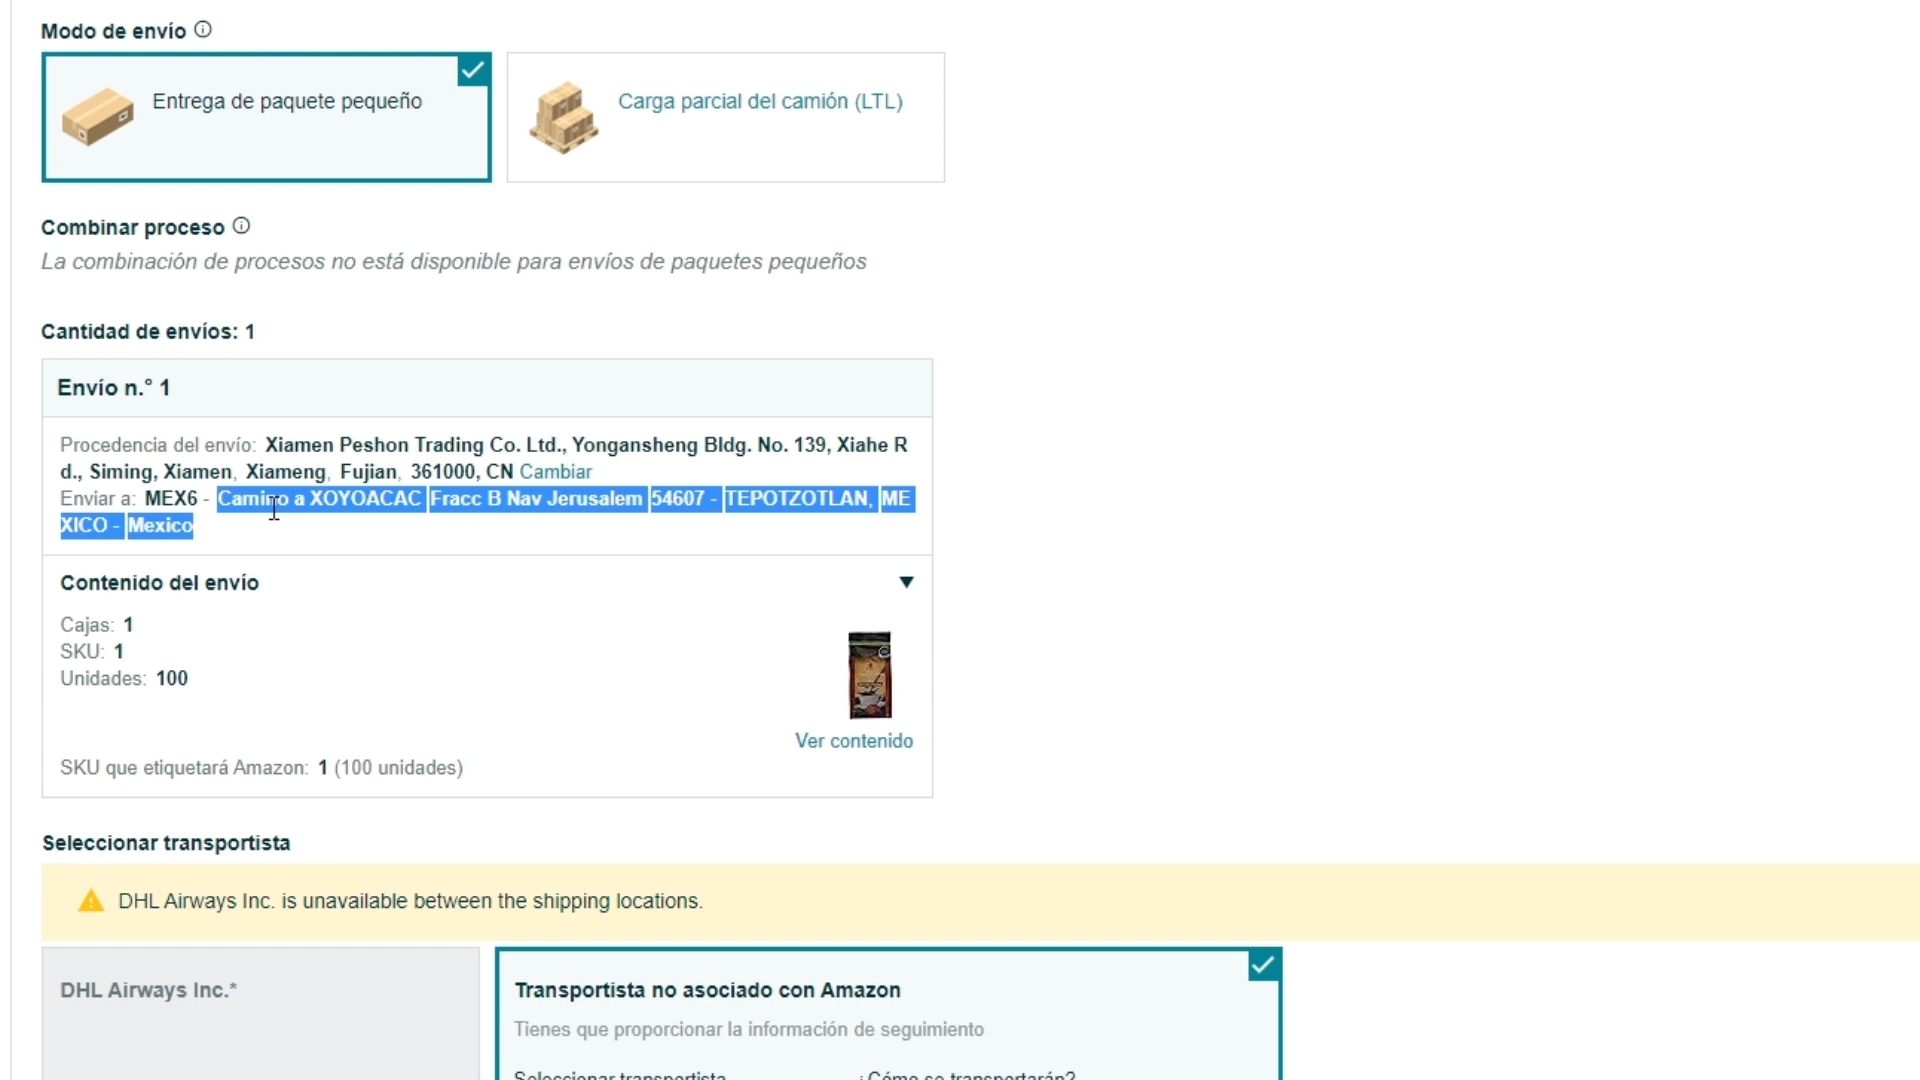 Modo de envío
Entrega de paquete pequeño
Carga parcial del camión (LTL)
Combinar proceso
La combinación de procesos no está disponible para envíos de paquetes pequeños
Cantidad de envíos: 1
Envío n.° 1
Procedencia del envío: Xiamen Peshon Trading Co. Ltd., Yongansheng Bldg. No. 139, Xiahe R
d., Siming, Xiamen, Xiameng, Fujian, 361000, CN Cambiar
Enviar a: MEX6 - Camino a XOYOACAC Fracc B Nav Jerusalem 54607 - TEPOTZOTLAN, ME
XICO - Mexico
Contenido del envío
Cajas: 1
SKU: 1
Unidades: 100
Ver contenido
SKU que etiquetará Amazon: 1 (100 unidades)
Seleccionar transportista
DHL Airways Inc. is unavailable between the shipping locations.
DHL Airways Inc.*
Transportista no asociado con Amazon
Tienes que proporcionar la información de seguimiento
Seleccionar transportista
¿Cómo se transportarán?